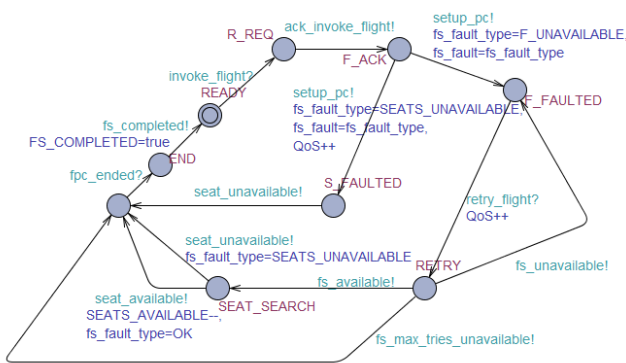 setup_pc!
fs_fault_type=F_UNAVAILABLE,
fs_fault=fs_fault_type
ack_invoke_flight!
R_REQ
F_ACK
invoke_flight?
READY
setup_pc!
fs_fault_type=SEATS_UNAVAILABLE,
fs_fault=fs_fault_type,
QoS++
F_FAULTED
fs_completed!
FS_COMPLETED=true
END
fpc_ended?
seat_unavailable!
S_FAULTED
retry_flight?
QoS++
seat_unavailable!
fs_fault_type=SEATS_UNAVAILABLE
RETRY
fs_unavailable!
fs_available!
seat_available!
SEATS_AVAILABLE--,
fs_fault_type=OK
SEAT_SEARCH
fs_max_tries_unavailable!